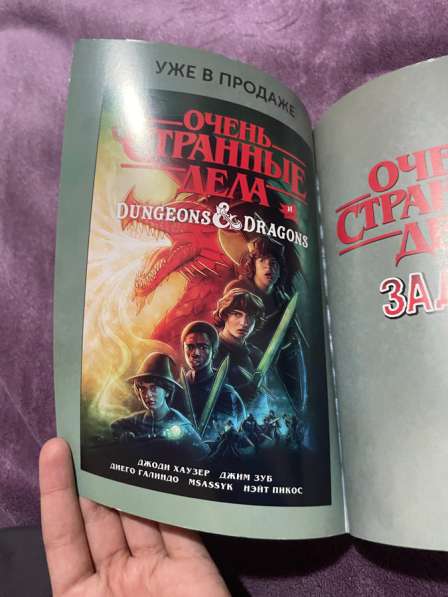 УЖЕ В ПРОДАЖЕ
ОЧЕНЬ
СТРАННЫЕ
ДЕЛА
И
DUNGEONS & DRAGONS
ДЖОДИ ХАУЗЕР ДЖИМ ЗУБ
ДИЕГО ГАЛИНДО MSASSYK НЭЙТ ПИКОС